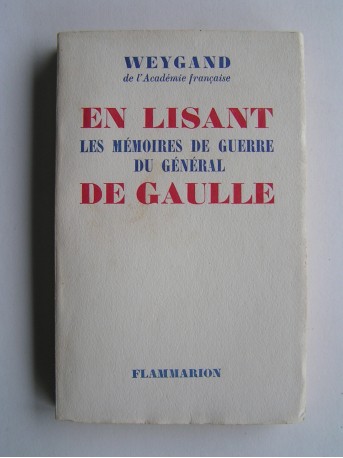 WEYGAND
de l'Académie française
EN LISANT
LES MÉMOIRES DE GUERRE
DU GÉNÉRAL
DE GAULLE
FLAMMARION